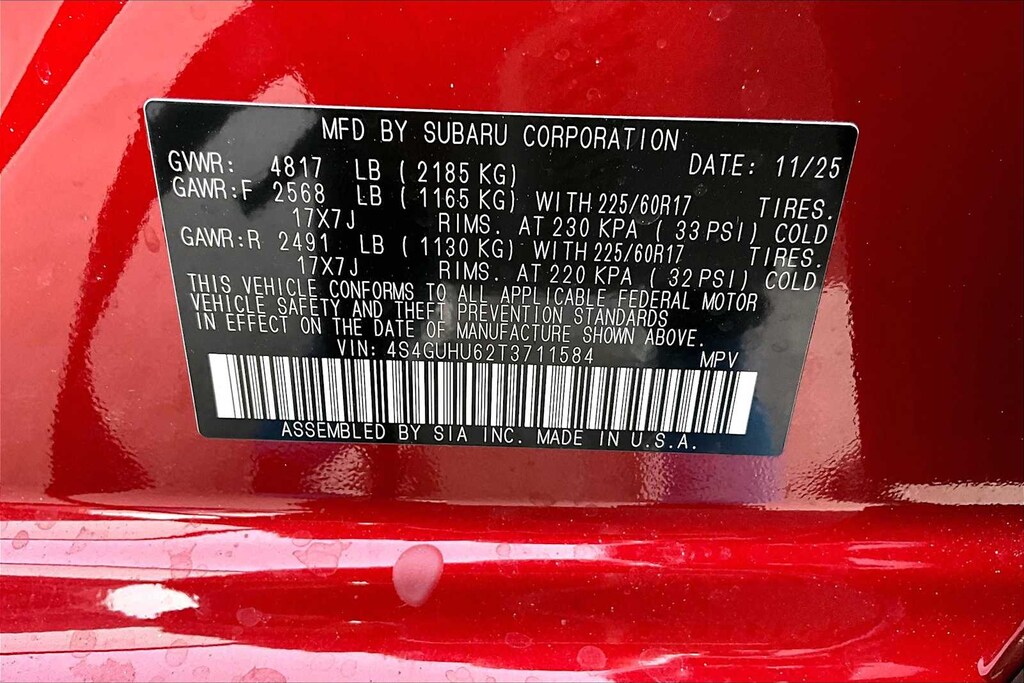 MFD BY SUBARU CORPORATION
GVWR: 4817 LB ( 2185 KG) DATE: 11/25
GAWR:F 2568 LB ( 1165 KG) WITH 225/60R17 TIRES.
17X7J RIMS. AT 230 KPA ( 33 PSI) COLD
GAWR:R 2491 LB ( 1130 KG) WITH 225/60R17 TIRES.
17X7J RIMS. AT 220 KPA ( 32 PSI) COLD
THIS VEHICLE CONFORMS TO ALL APPLICABLE FEDERAL MOTOR
VEHICLE SAFETY AND THEFT PREVENTION STANDARDS
IN EFFECT ON THE DATE OF MANUFACTURE SHOWN ABOVE.
VIN: 4S4GUHU62T3711584 MPV
ASSEMBLED BY SIA INC. MADE IN U.S.A.